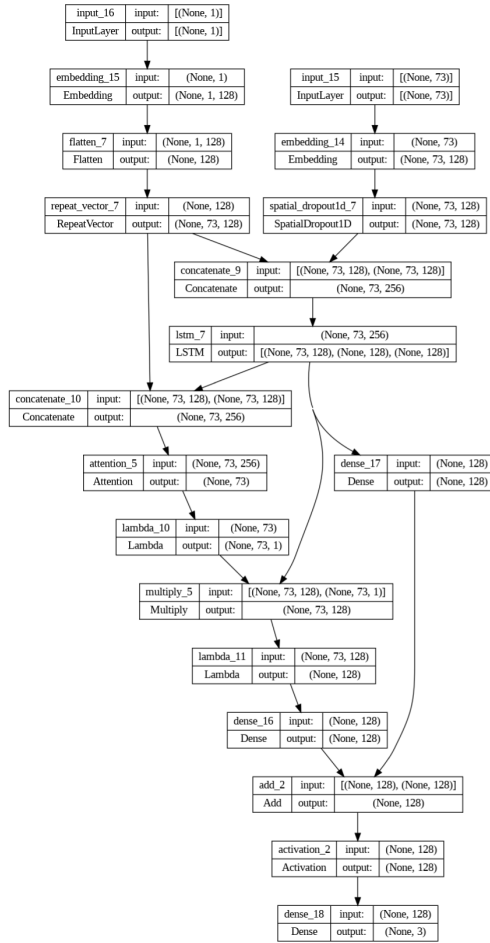 input_16 input: [(None, 1)]
InputLayer output: [(None, 1)]
embedding_15 input: (None, 1)
Embedding output: (None, 1, 128)
input_15 input: [(None, 73)]
InputLayer output: [(None, 73)]
flatten_7 input: (None, 1, 128)
Flatten output: (None, 128)
embedding_14 input: (None, 73)
Embedding output: (None, 73, 128)
repeat_vector_7 input: (None, 128)
RepeatVector output: (None, 73, 128)
spatial_dropout1d_7 input: (None, 73, 128)
SpatialDropout1D output: (None, 73, 128)
concatenate_9 input: [(None, 73, 128), (None, 73, 128)]
Concatenate output: (None, 73, 256)
lstm_7 input: (None, 73, 256)
LSTM output: [(None, 73, 128), (None, 128), (None, 128)]
concatenate_10 input: [(None, 73, 128), (None, 73, 128)]
Concatenate output: (None, 73, 256)
attention_5 input: (None, 73, 256)
Attention output: (None, 73)
dense_17 input: (None, 128)
Dense output: (None, 128)
lambda_10 input: (None, 73)
Lambda output: (None, 73, 1)
multiply_5 input: [(None, 73, 128), (None, 73, 1)]
Multiply output: (None, 73, 128)
lambda_11 input: (None, 73, 128)
Lambda output: (None, 128)
dense_16 input: (None, 128)
Dense output: (None, 128)
add_2 input: [(None, 128), (None, 128)]
Add output: (None, 128)
activation_2 input: (None, 128)
Activation output: (None, 128)
dense_18 input: (None, 128)
Dense output: (None, 3)